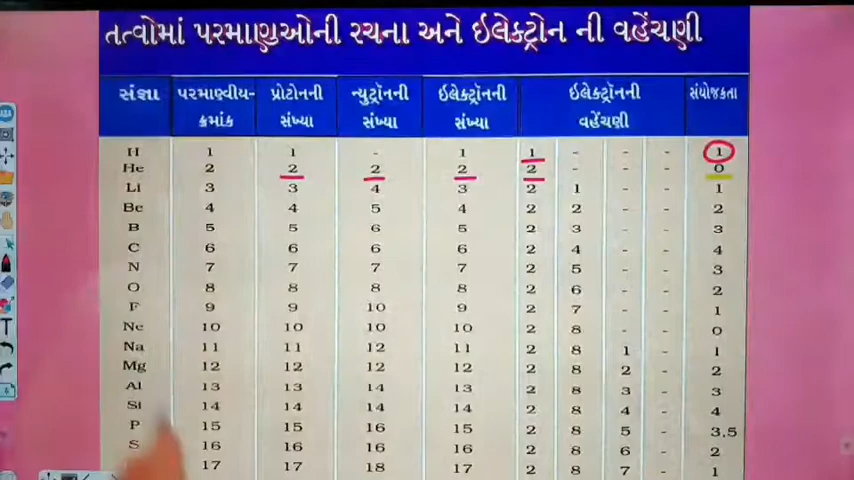 તત્વોમાં પરમાણુઓની રચના અને ઇલેક્ટ્રોન ની વહેંચણી
સંજ્ઞા પરમાણ્વીય-ક્રમાંક પ્રોટોનની સંખ્યા ન્યુટ્રૉનની સંખ્યા ઇલેક્ટ્રૉનની સંખ્યા ઇલેક્ટ્રૉનની વહેંચણી સંયોજકતા
H 1 1 - 1 1 - - - 1
He 2 2 2 2 2 - - - 0
Li 3 3 4 3 2 1 - - 1
Be 4 4 5 4 2 2 - - 2
B 5 5 6 5 2 3 - - 3
C 6 6 6 6 2 4 - - 4
N 7 7 7 7 2 5 - - 3
O 8 8 8 8 2 6 - - 2
F 9 9 10 9 2 7 - - 1
Ne 10 10 10 10 2 8 - - 0
Na 11 11 12 11 2 8 1 - 1
Mg 12 12 12 12 2 8 2 - 2
Al 13 13 14 13 2 8 3 - 3
Si 14 14 14 14 2 8 4 - 4
P 15 15 16 15 2 8 5 - 3,5
S 16 16 16 16 2 8 6 - 2
17 17 18 17 2 8 7 - 1